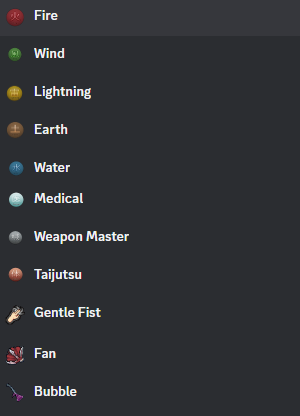 Fire
Wind
Lightning
Earth
Water
Medical
Weapon Master
Taijutsu
Gentle Fist
Fan
Bubble